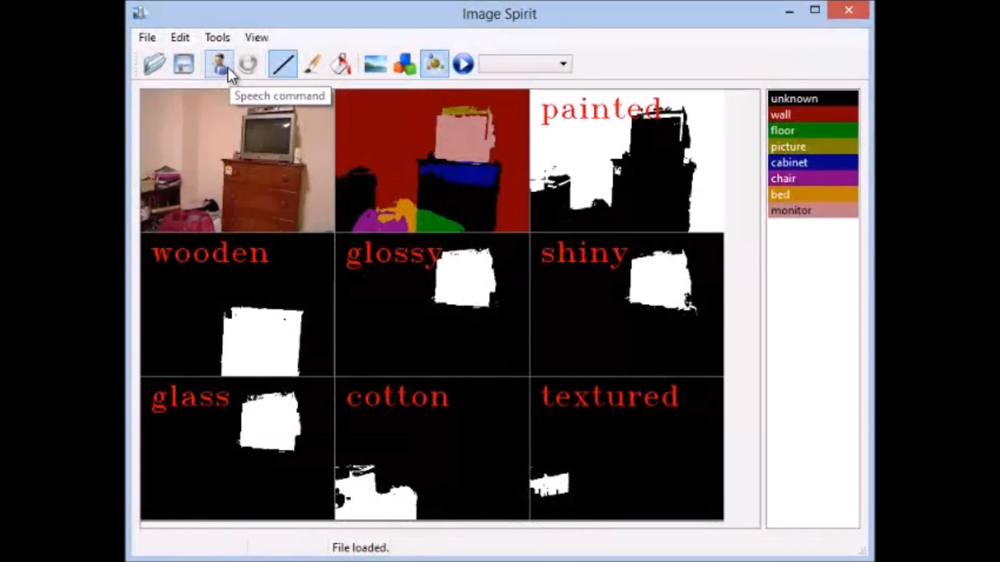 Image Spirit
File Edit Tools View
Speech command
painted
wooden
glossy
shiny
glass
cotton
textured
unknown
wall
floor
picture
cabinet
chair
bed
monitor
File loaded.